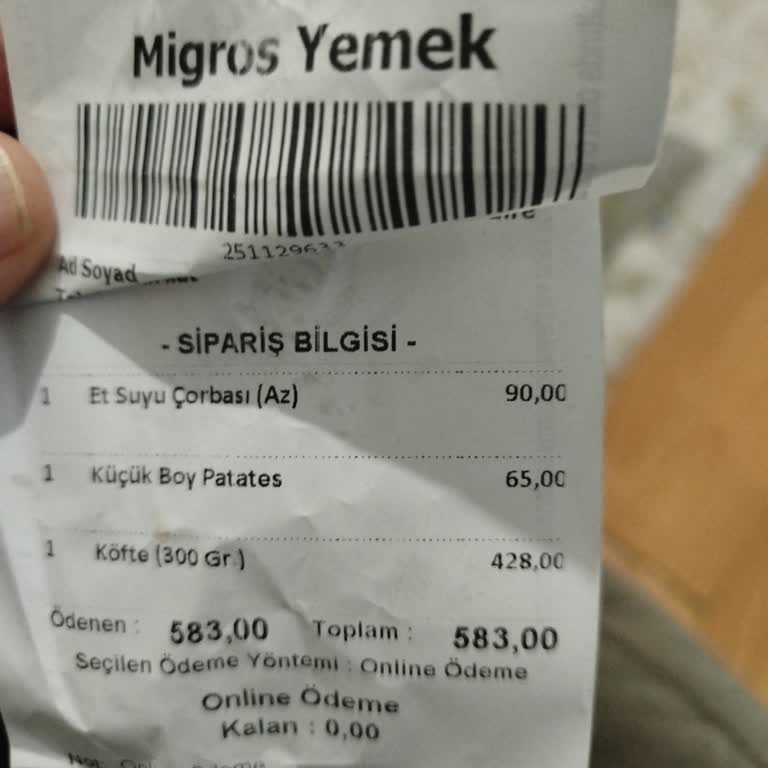 Migros Yemek
Ad Soyad
- SİPARİŞ BİLGİSİ -
1 Et Suyu Çorbası (Az) 90,00
1 Küçük Boy Patates 65,00
1 Köfte (300 Gr.) 428,00
Ödenen : 583,00 Toplam : 583,00
Seçilen Ödeme Yöntemi : Online Ödeme
Online Ödeme
Kalan : 0,00